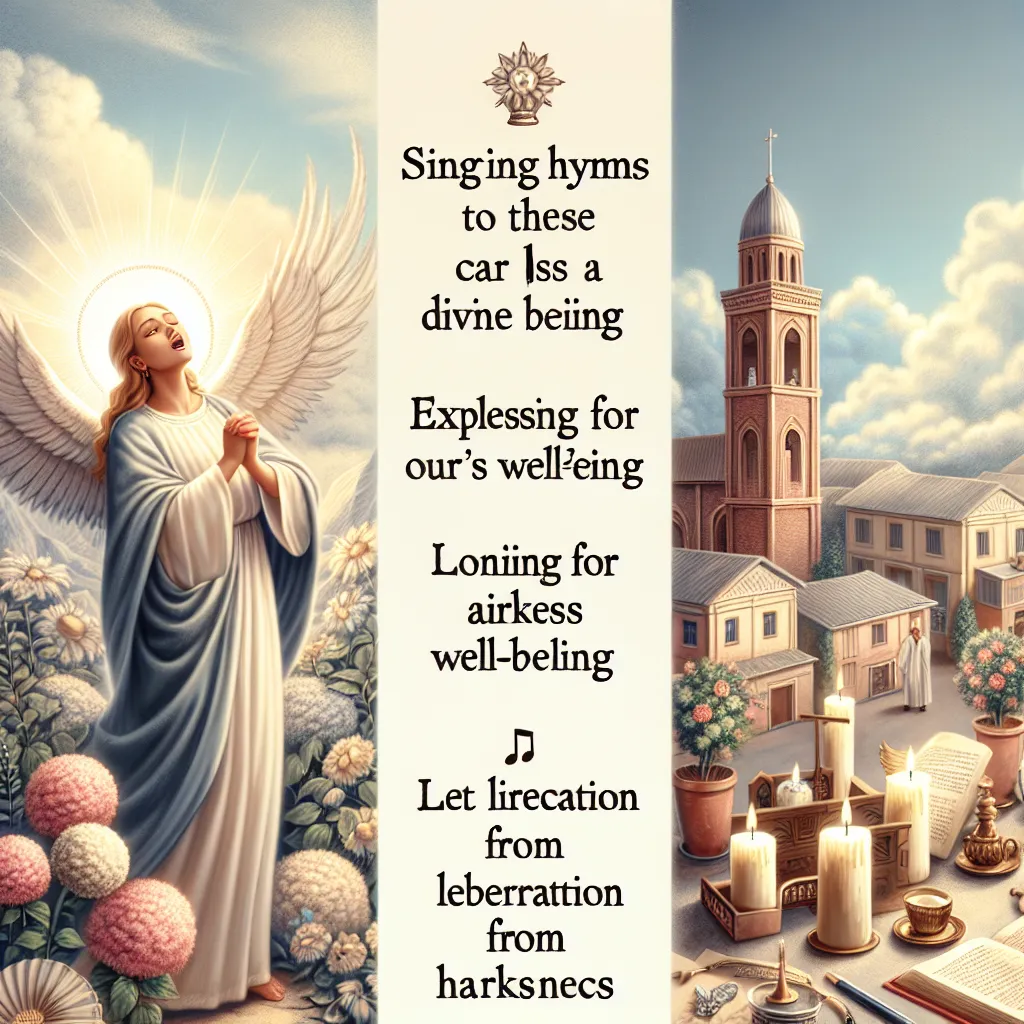 Singing hymns
to these
car lss a
divne beiing
Explessing for
our's well-'eing
Loniing for
airkess
well-beling
Let lirecation
from
leberrattion
from
harksnecs